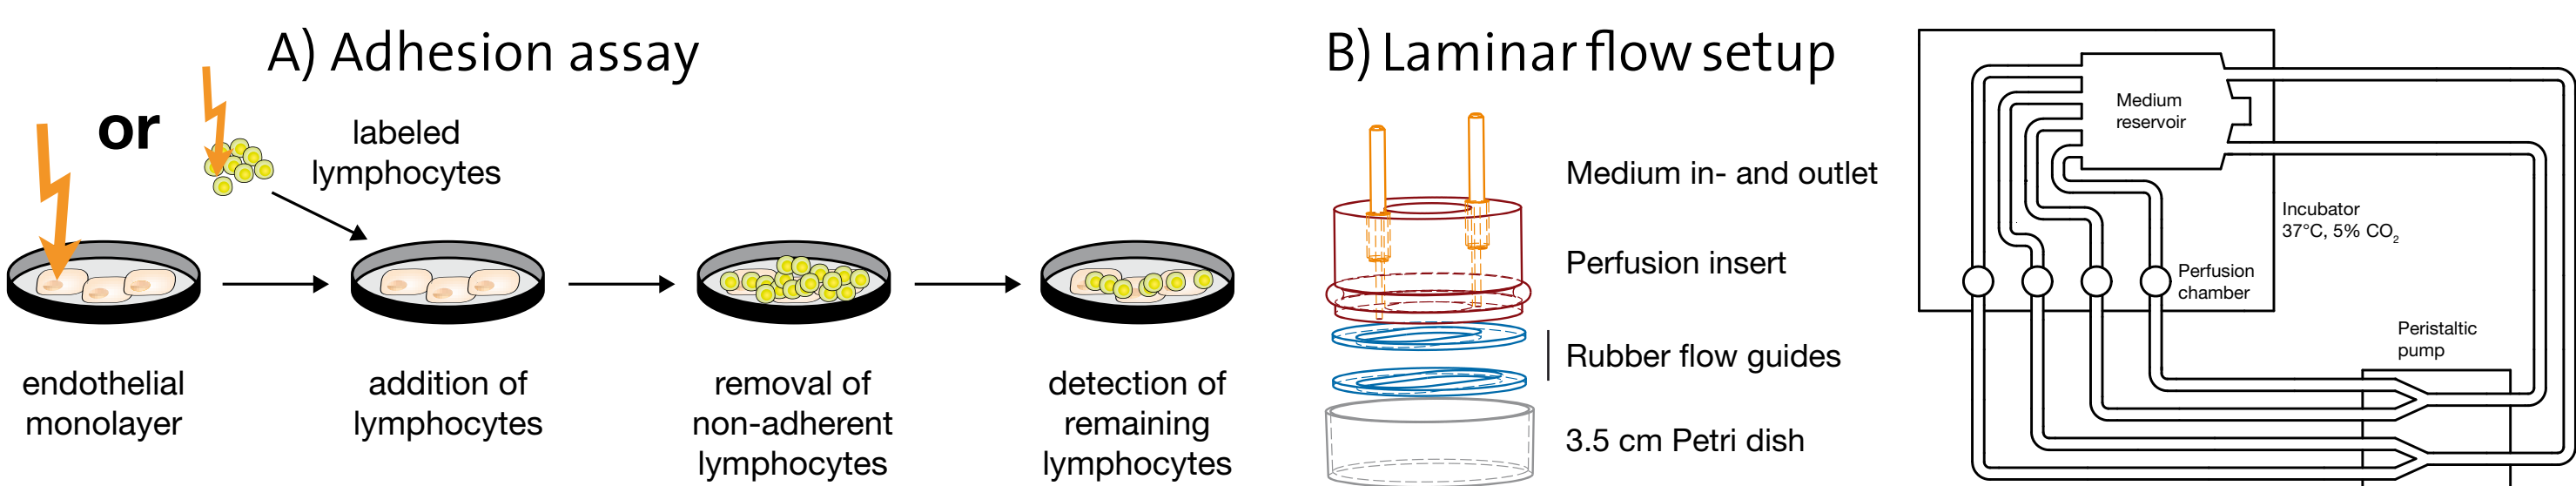 A) Adhesion assay
or
labeled
lymphocytes
endothelial
monolayer
addition of
lymphocytes
removal of
non-adherent
lymphocytes
detection of
remaining
lymphocytes
B) Laminar flow setup
Medium in- and outlet
Perfusion insert
Rubber flow guides
3.5 cm Petri dish
Medium
reservoir
Incubator
37°C, 5% CO₂
Perfusion
chamber
Peristaltic
pump